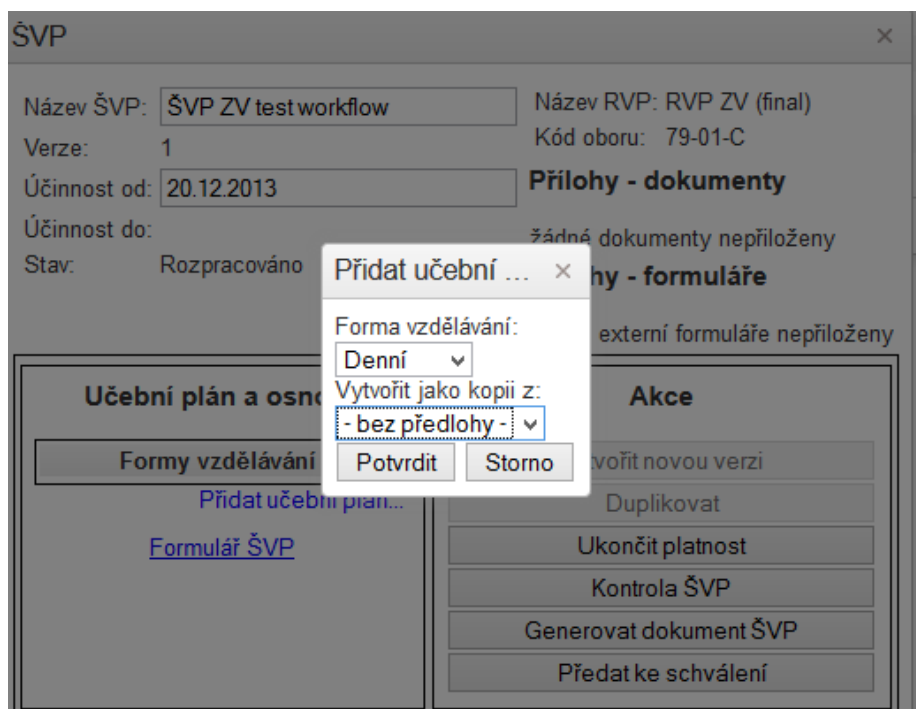 ŠVP
Název ŠVP: ŠVP ZV test workflow
Verze: 1
Účinnost od: 20.12.2013
Účinnost do:
Stav: Rozpracováno
Název RVP: RVP ZV (final)
Kód oboru: 79-01-C
Přílohy - dokumenty
žádné dokumenty nepřiloženy
hy - formuláře
externí formuláře nepřiloženy
Přidat učební ...
Forma vzdělávání:
Denní
Vytvořit jako kopii z:
- bez předlohy -
Potvrdit Storno
Učební plán a osno
Formy vzdělávání
Přidat učební plán...
Formulář ŠVP
Akce
tvořit novou verzi
Duplikovat
Ukončit platnost
Kontrola ŠVP
Generovat dokument ŠVP
Předat ke schválení